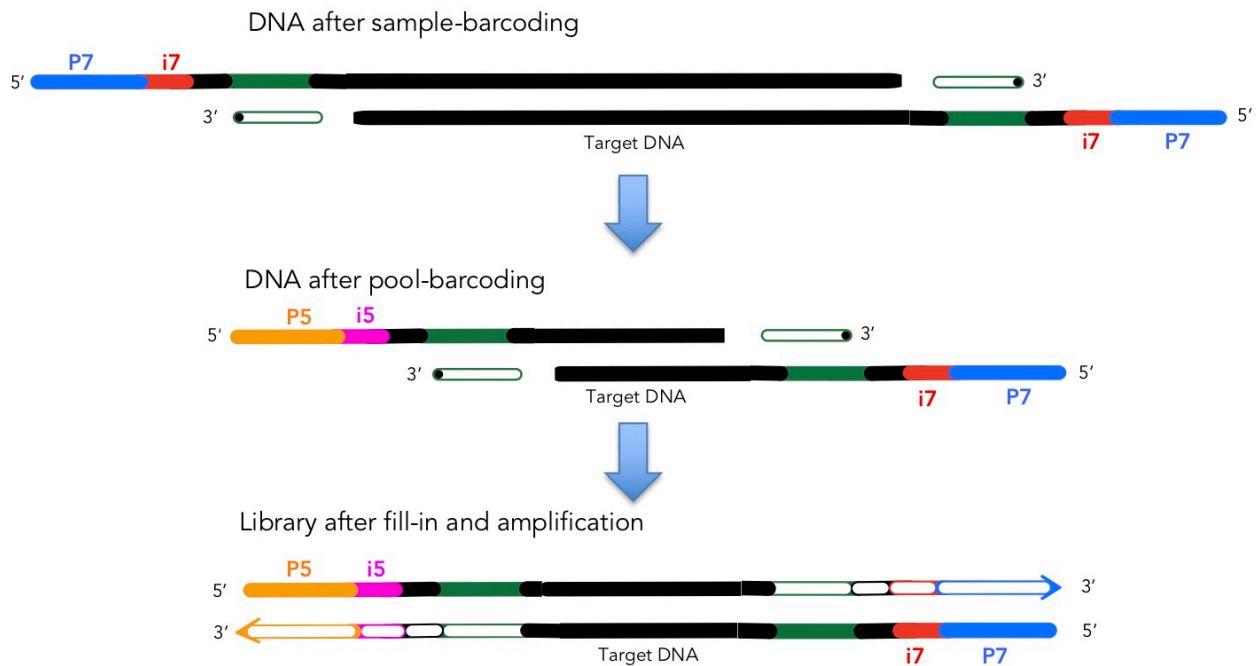 DNA after sample-barcoding
P7 i7
5’ 3’
3’ 5’
Target DNA i7 P7
DNA after pool-barcoding
P5 i5
5’ 3’
3’ 5’
Target DNA i7 P7
Library after fill-in and amplification
P5 i5
5’ 3’
3’ 5’
Target DNA i7 P7